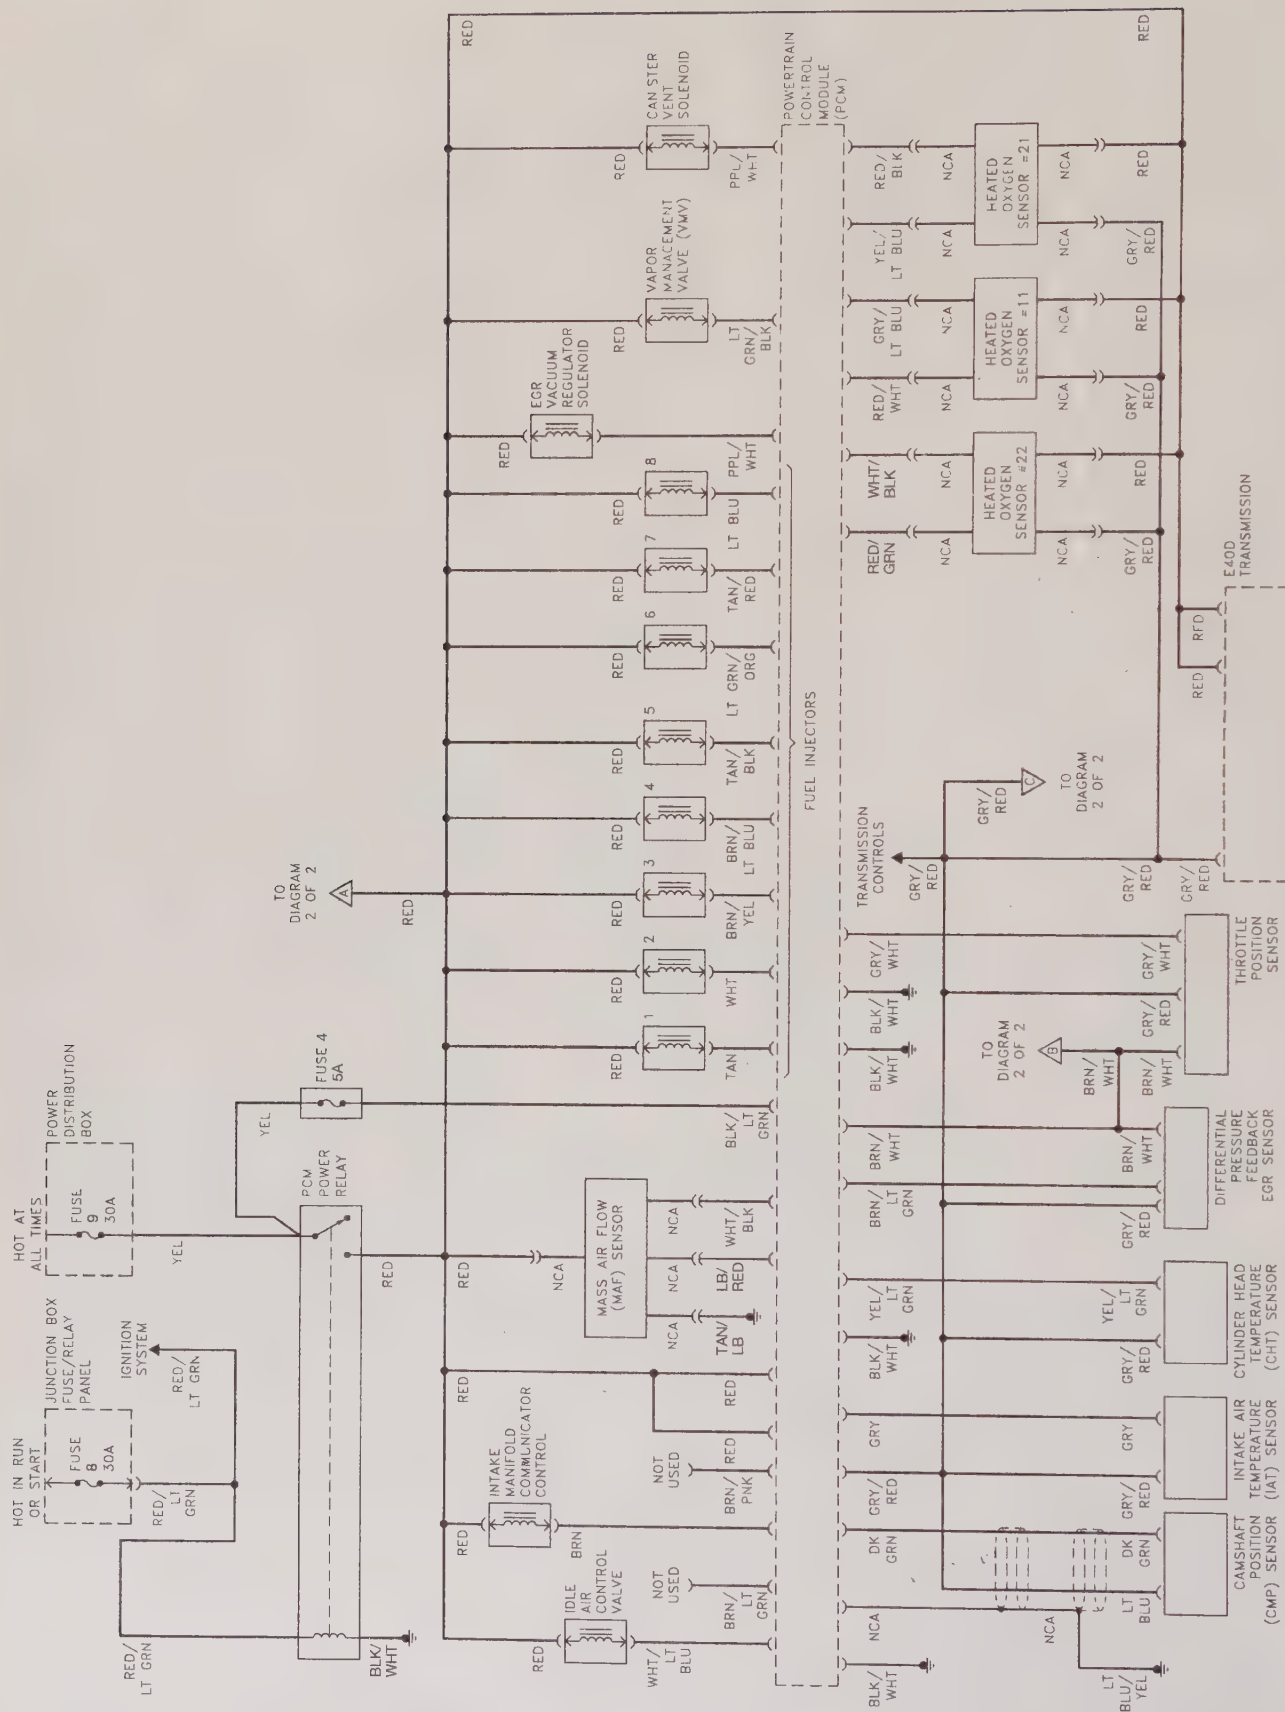 HOT IN RUN
OR START
JUNCTION BOX
FUSE/RELAY
PANEL
FUSE
8
30A
RED/
LT
GRN
IGNITION
SYSTEM
RED/
LT GRN
RED/
LT GRN
HOT AT
ALL TIMES
POWER
DISTRIBUTION
BOX
FUSE
9
30A
YEL
YEL
PCM
POWER
RELAY
BLK/
WHT
FUSE 4
5A
RED
TO
DIAGRAM
2 OF 2
A
RED
RED
RED
IDLE
AIR
CONTROL
VALVE
WHT/
LT
BLU
NOT
USED
BRN/
LT
GRN
RED
INTAKE
MANIFOLD
COMMUNICATOR
CONTROL
BRN
NOT
USED
BRN/
PNK
RED
RED
RED
RED
NCA
MASS AIR FLOW
(MAF) SENSOR
NCA
TAN/
LB
NCA
LB/
RED
NCA
WHT/
BLK
BLK/
LT
GRN
RED
1
TAN
RED
2
WHT
RED
3
BRN/
YEL
RED
4
BRN/
LT BLU
RED
5
TAN/
BLK
RED
6
LT GRN/
ORG
RED
7
TAN/
RED
RED
8
LT BLU
FUEL INJECTORS
RED
EGR
VACUUM
REGULATOR
SOLENOID
PPL/
WHT
RED
VAPOR
MANAGEMENT
VALVE (VMV)
LT
GRN/
BLK
RED
CANISTER
VENT
SOLENOID
PPL/
WHT
POWERTRAIN
CONTROL
MODULE
(PCM)
BLK/
WHT
NCA
NCA
LT
BLU/
YEL
DK
GRN
LT
BLU
DK
GRN
CAMSHAFT
POSITION
(CMP) SENSOR
GRY/
RED
GRY/
RED
GRY
GRY
INTAKE AIR
TEMPERATURE
(IAT) SENSOR
BLK/
WHT
YEL/
LT
GRN
GRY/
RED
YEL/
LT
GRN
CYLINDER HEAD
TEMPERATURE
(CHT) SENSOR
BRN/
LT
GRN
BRN/
WHT
GRY/
RED
BRN/
WHT
DIFFERENTIAL
PRESSURE
FEEDBACK
EGR SENSOR
BLK/
WHT
BLK/
WHT
TO
DIAGRAM
2 OF 2
B
BRN/
WHT
BRN/
WHT
GRY/
RED
GRY/
WHT
GRY/
WHT
THROTTLE
POSITION
SENSOR
TRANSMISSION
CONTROLS
GRY/
RED
GRY/
RED
C
TO
DIAGRAM
2 OF 2
GRY/
RED
GRY/
RED
RED
RED
E4OD
TRANSMISSION
RED/
GRN
WHT/
BLK
NCA
NCA
HEATED
OXYGEN
SENSOR #22
NCA
NCA
GRY/
RED
RED
RED/
WHT
GRY/
LT BLU
NCA
NCA
HEATED
OXYGEN
SENSOR #11
NCA
NCA
GRY/
RED
RED
YEL/
LT BLU
RED/
BLK
NCA
NCA
HEATED
OXYGEN
SENSOR #21
NCA
NCA
GRY/
RED
RED
RED